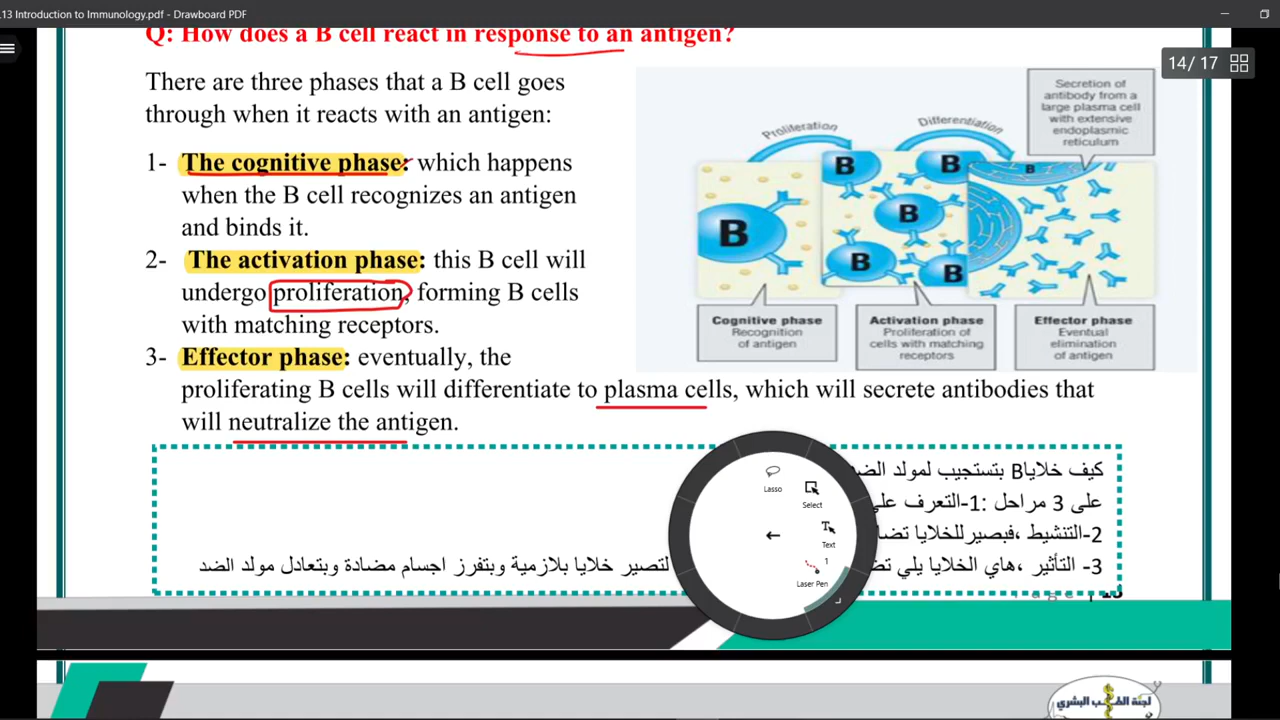 .13 Introduction to Immunology.pdf - Drawboard PDF
14 / 17
Q: How does a B cell react in response to an antigen?
There are three phases that a B cell goes
through when it reacts with an antigen:
1- The cognitive phase: which happens
when the B cell recognizes an antigen
and binds it.
2- The activation phase: this B cell will
undergo proliferation, forming B cells
with matching receptors.
3- Effector phase: eventually, the
proliferating B cells will differentiate to plasma cells, which will secrete antibodies that
will neutralize the antigen.
Proliferation
Differentiation
Secretion of
antibody from a
large plasma cell
with extensive
endoplasmic
reticulum
B
B
B
B
B
B
B
Cognitive phase
Recognition
of antigen
Activation phase
Proliferation of
cells with matching
receptors
Effector phase
Eventual
elimination
of antigen
كيف خلاياB بتستجيب لمولد
على 3 مراحل :1-التعرف
2-التنشيط ،فبصير للخلايا
3- التأثير ،هاي الخلايا يلي
لتصير خلايا بلازمية وبتفرز اجسام مضادة وبتعادل مولد الضد
Lasso
Select
Text
1
Laser Pen
لجنة الطب البشري